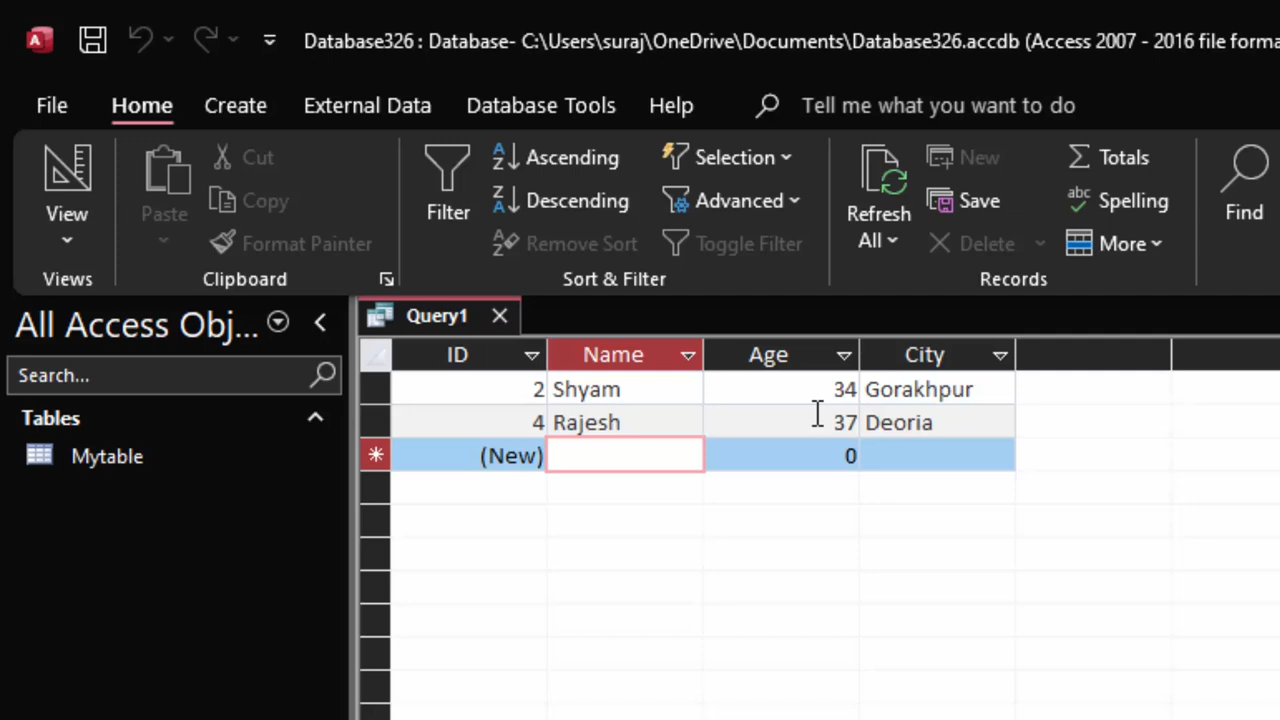 Database326 : Database- C:\Users\suraj\OneDrive\Documents\Database326.accdb (Access 2007 - 2016 file forma
File Home Create External Data Database Tools Help Tell me what you want to do
View
Views
Paste
Cut
Copy
Format Painter
Clipboard
Filter
Ascending
Descending
Remove Sort
Selection
Advanced
Toggle Filter
Sort & Filter
Refresh
All
New
Save
Delete
Totals
Spelling
More
Records
Find
All Access Obj...
Search...
Tables
Mytable
Query1
ID Name Age City
2 Shyam 34 Gorakhpur
4 Rajesh 37 Deoria
(New) 0